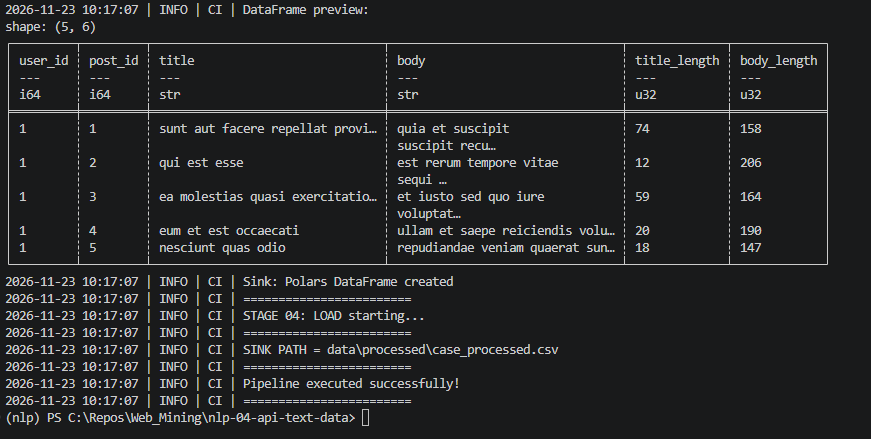 2026-11-23 10:17:07 | INFO | CI | DataFrame preview:
shape: (5, 6)
user_id post_id title body title_length body_length
--- --- --- --- --- ---
i64 i64 str str u32 u32
1 1 sunt aut facere repellat provi… quia et suscipit 74 158
suscipit recu…
1 2 qui est esse est rerum tempore vitae 12 206
sequi …
1 3 ea molestias quasi exercitatio… et iusto sed quo iure 59 164
voluptat…
1 4 eum et est occaecati ullam et saepe reiciendis volu… 20 190
1 5 nesciunt quas odio repudiandae veniam quaerat sun… 18 147
2026-11-23 10:17:07 | INFO | CI | Sink: Polars DataFrame created
2026-11-23 10:17:07 | INFO | CI | ========================
2026-11-23 10:17:07 | INFO | CI | STAGE 04: LOAD starting...
2026-11-23 10:17:07 | INFO | CI | ========================
2026-11-23 10:17:07 | INFO | CI | SINK PATH = data\processed\case_processed.csv
2026-11-23 10:17:07 | INFO | CI | ========================
2026-11-23 10:17:07 | INFO | CI | Pipeline executed successfully!
2026-11-23 10:17:07 | INFO | CI | ========================
(nlp) PS C:\Repos\Web_Mining\nlp-04-api-text-data>